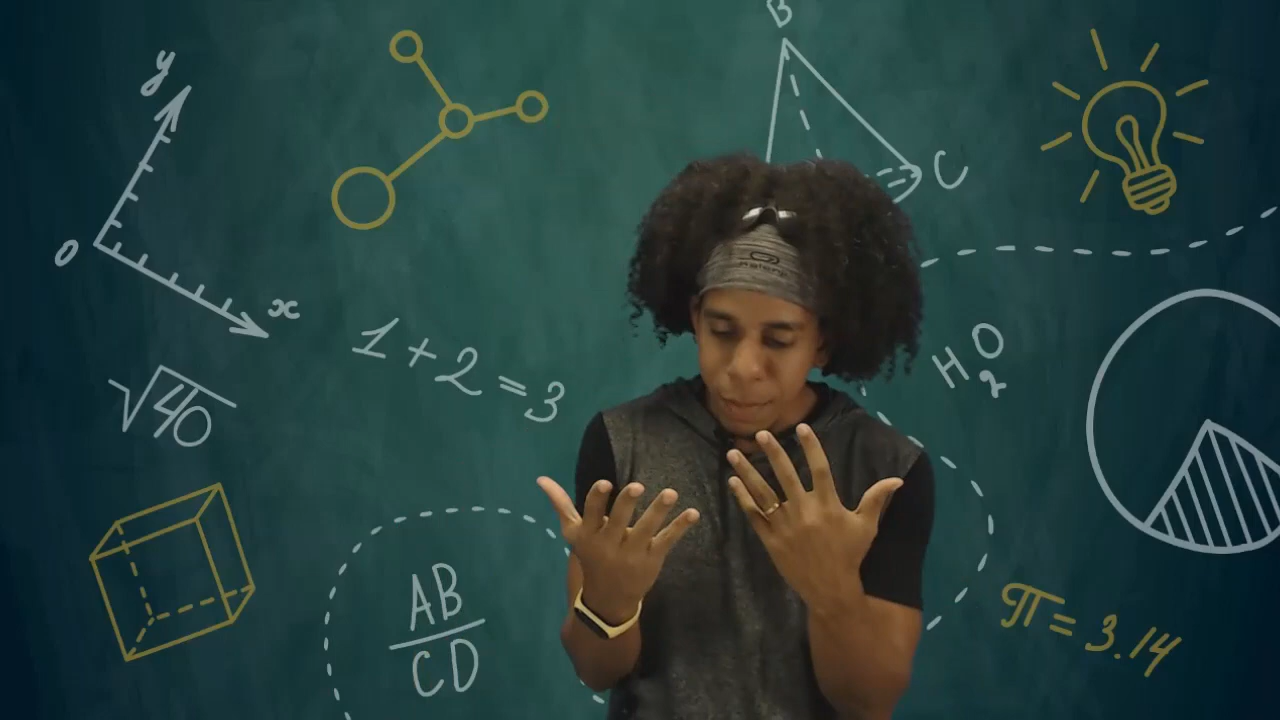 B
y
C
0
x
1 + 2 = 3
H2O
√40
AB
CD
π = 3.14